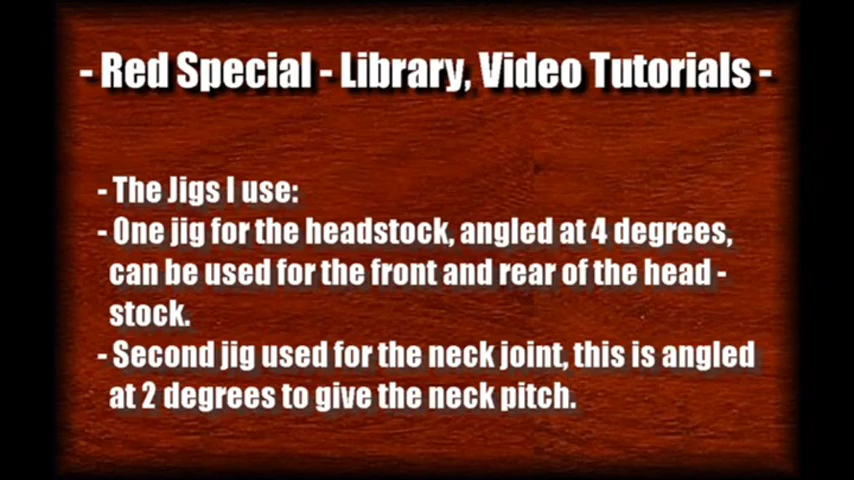 - Red Special - Library, Video Tutorials -
- The Jigs I use:
- One jig for the headstock, angled at 4 degrees,
can be used for the front and rear of the head -
stock.
- Second jig used for the neck joint, this is angled
at 2 degrees to give the neck pitch.